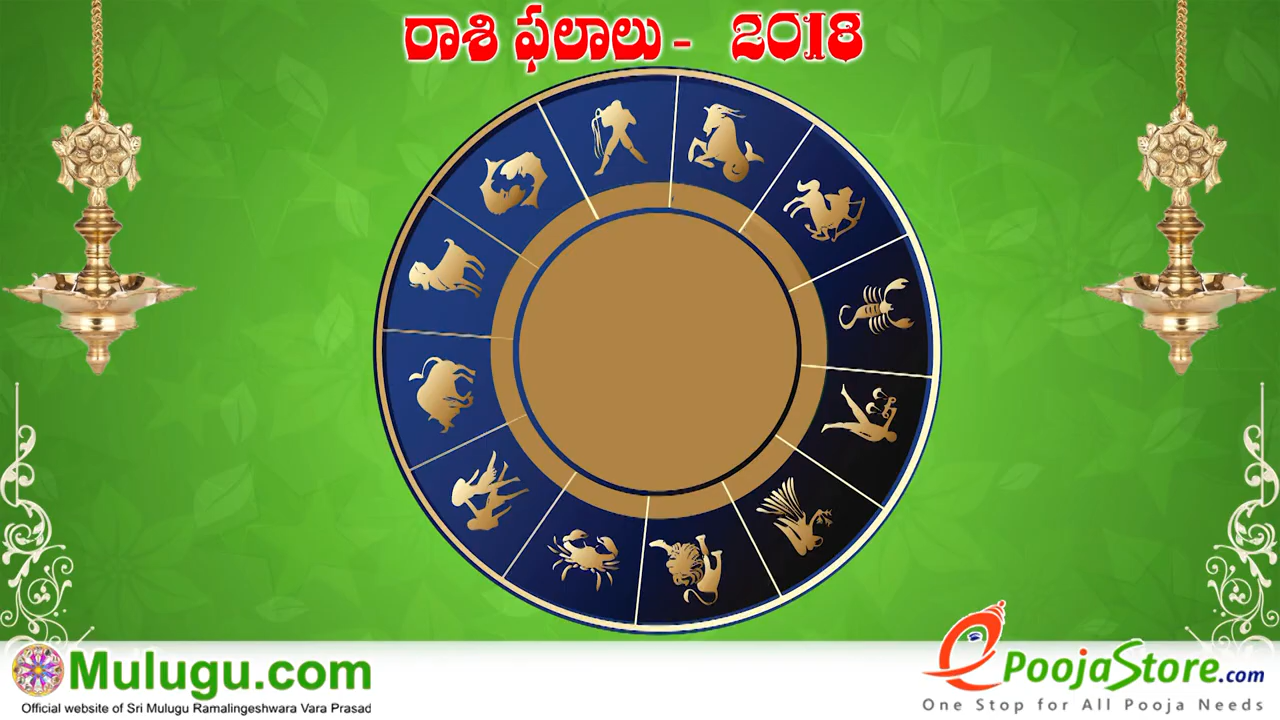 రాశి ఫలాలు - 2018
Mulugu.com
Official website of Sri Mulugu Ramalingeshwara Vara Prasad
ePoojaStore.com
One Stop for All Pooja Needs